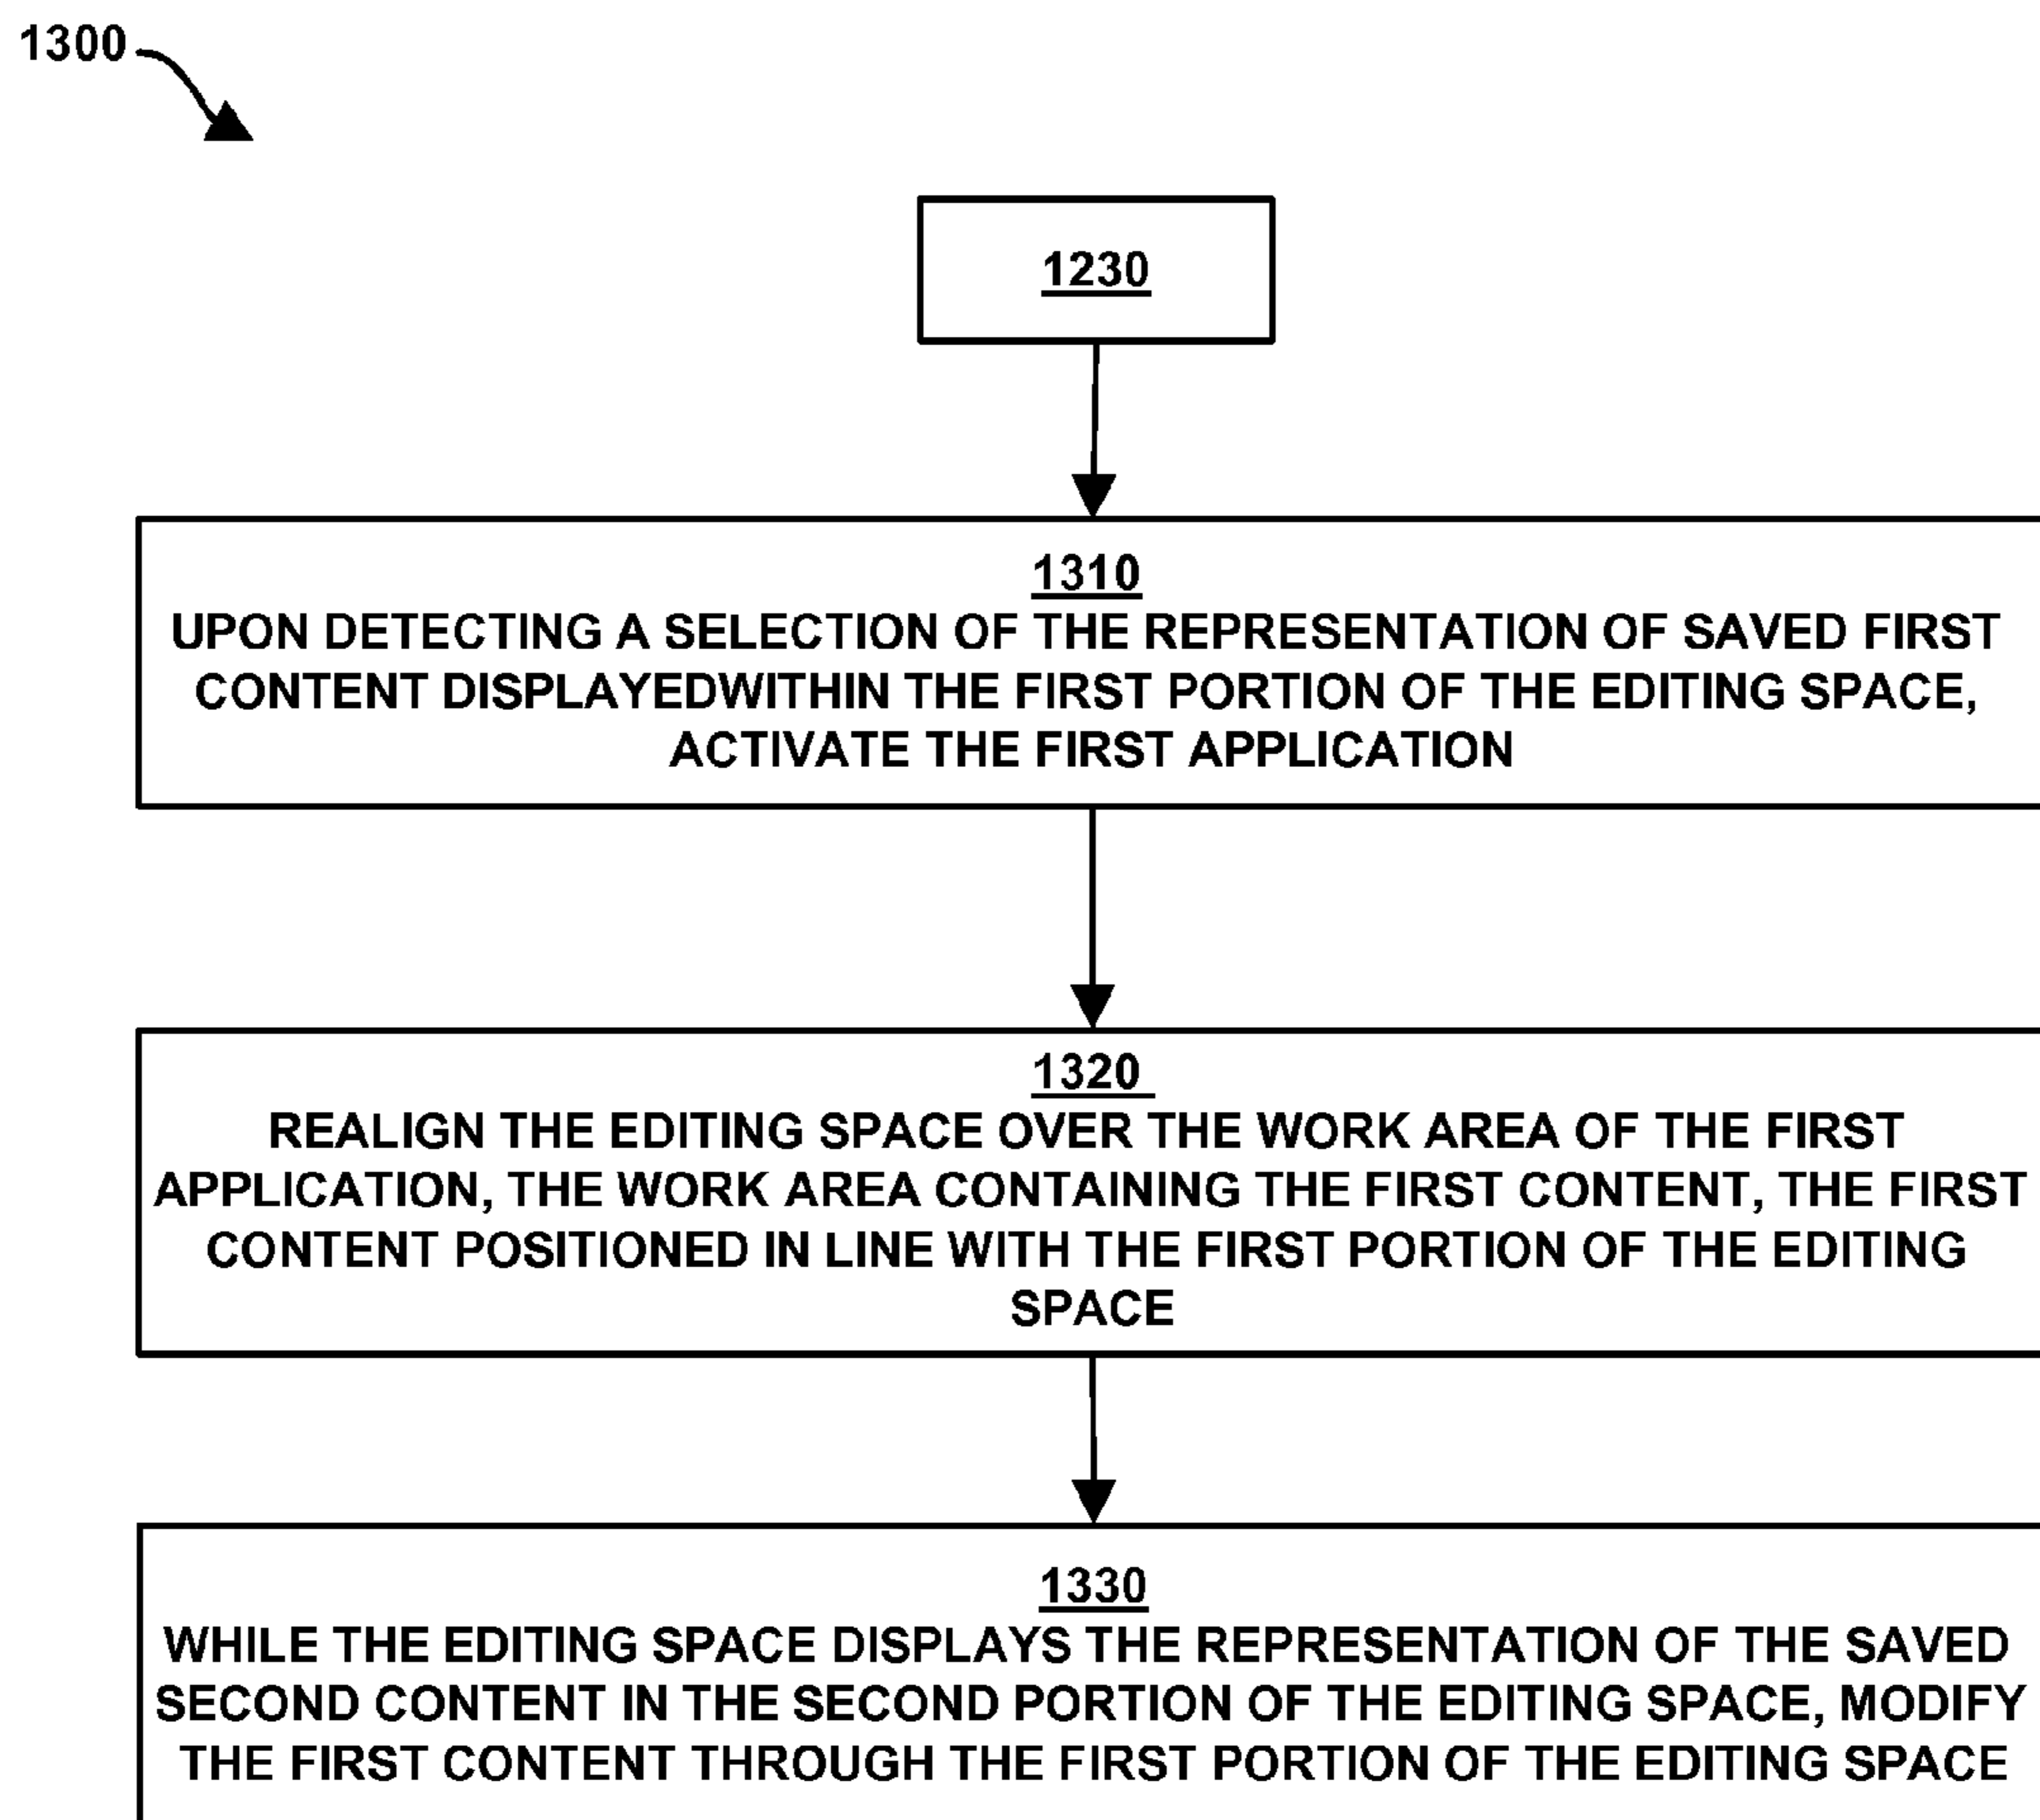 1300
1230
1310
UPON DETECTING A SELECTION OF THE REPRESENTATION OF SAVED FIRST
CONTENT DISPLAYEDWITHIN THE FIRST PORTION OF THE EDITING SPACE,
ACTIVATE THE FIRST APPLICATION
1320
REALIGN THE EDITING SPACE OVER THE WORK AREA OF THE FIRST
APPLICATION, THE WORK AREA CONTAINING THE FIRST CONTENT, THE FIRST
CONTENT POSITIONED IN LINE WITH THE FIRST PORTION OF THE EDITING
SPACE
1330
WHILE THE EDITING SPACE DISPLAYS THE REPRESENTATION OF THE SAVED
SECOND CONTENT IN THE SECOND PORTION OF THE EDITING SPACE, MODIFY
THE FIRST CONTENT THROUGH THE FIRST PORTION OF THE EDITING SPACE